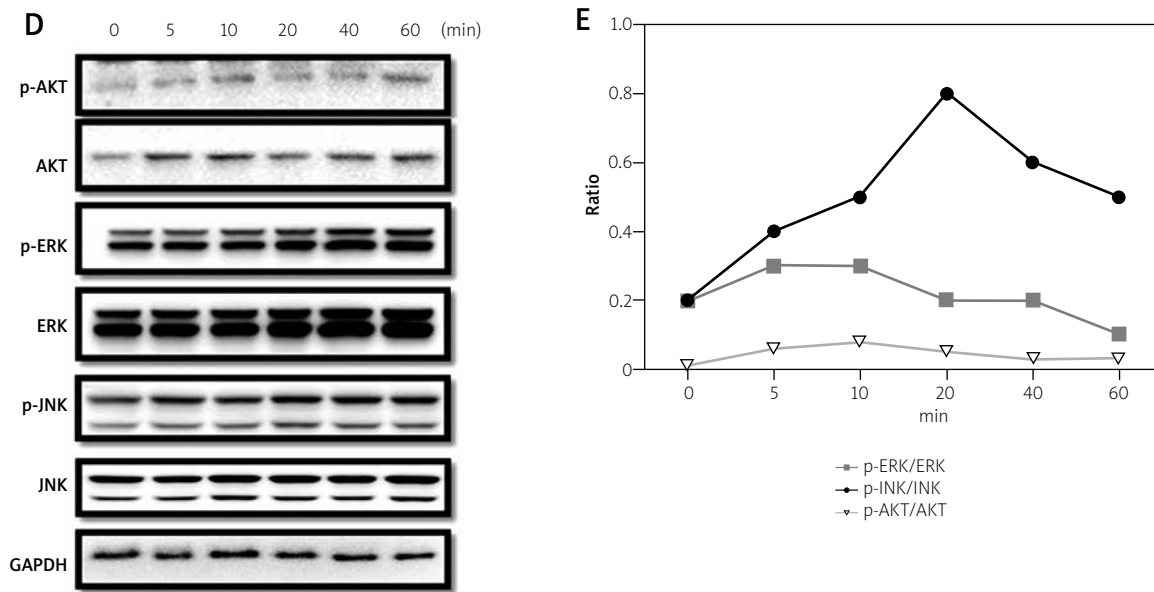 D
0 5 10 20 40 60 (min)
p-AKT
AKT
p-ERK
ERK
p-JNK
JNK
GAPDH
E
1.0
0.8
0.6
0.4
0.2
0
Ratio
0 5 10 20 40 60
min
p-ERK/ERK
p-INK/INK
p-AKT/AKT